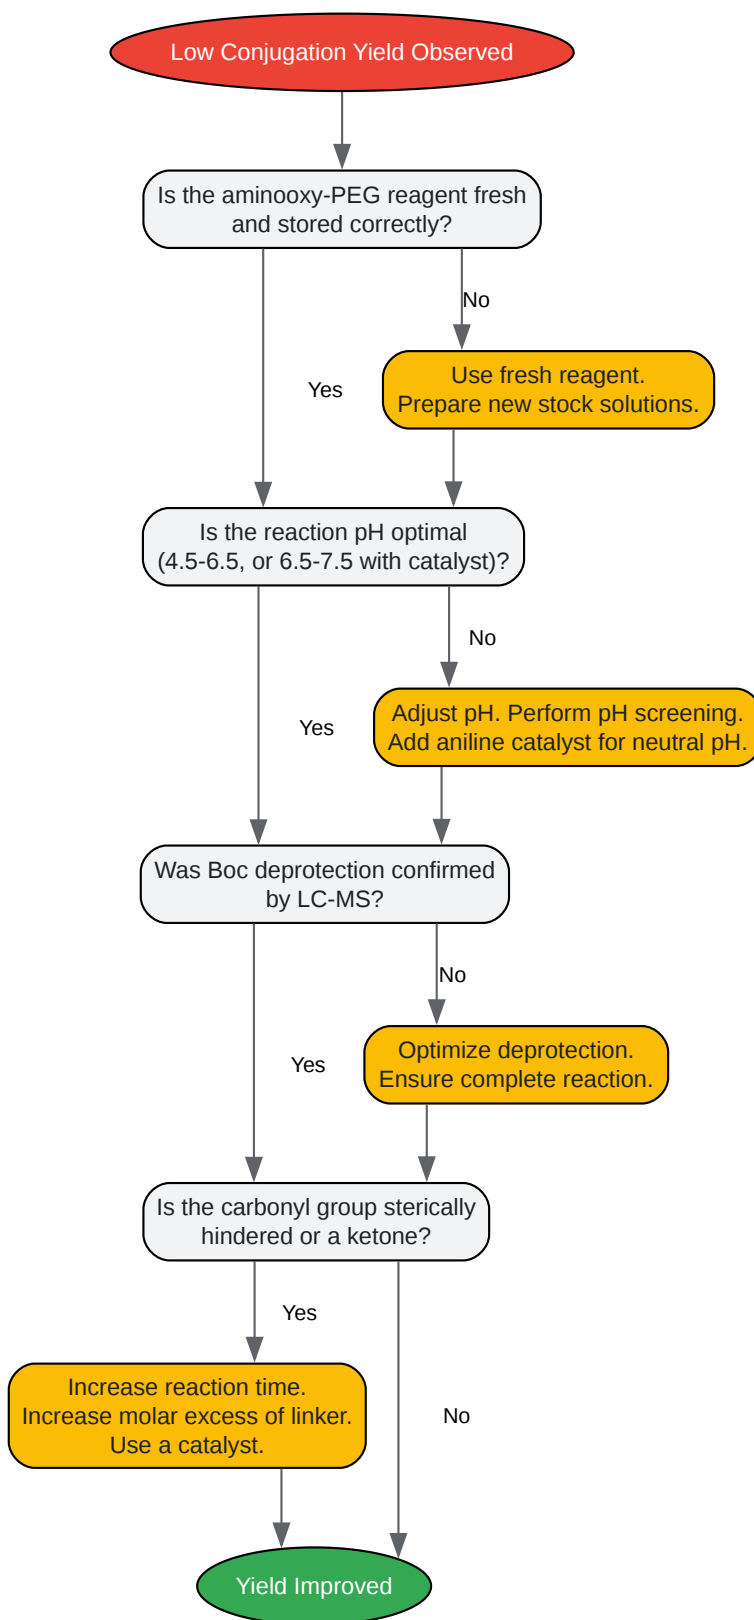 Low Conjugation Yield Observed
Is the aminooxy-PEG reagent fresh
and stored correctly?
No
Use fresh reagent.
Prepare new stock solutions.
Yes
Is the reaction pH optimal
(4.5-6.5, or 6.5-7.5 with catalyst)?
No
Adjust pH. Perform pH screening.
Add aniline catalyst for neutral pH.
Yes
Was Boc deprotection confirmed
by LC-MS?
No
Optimize deprotection.
Ensure complete reaction.
Yes
Is the carbonyl group sterically
hindered or a ketone?
Yes
Increase reaction time.
Increase molar excess of linker.
Use a catalyst.
No
Yield Improved